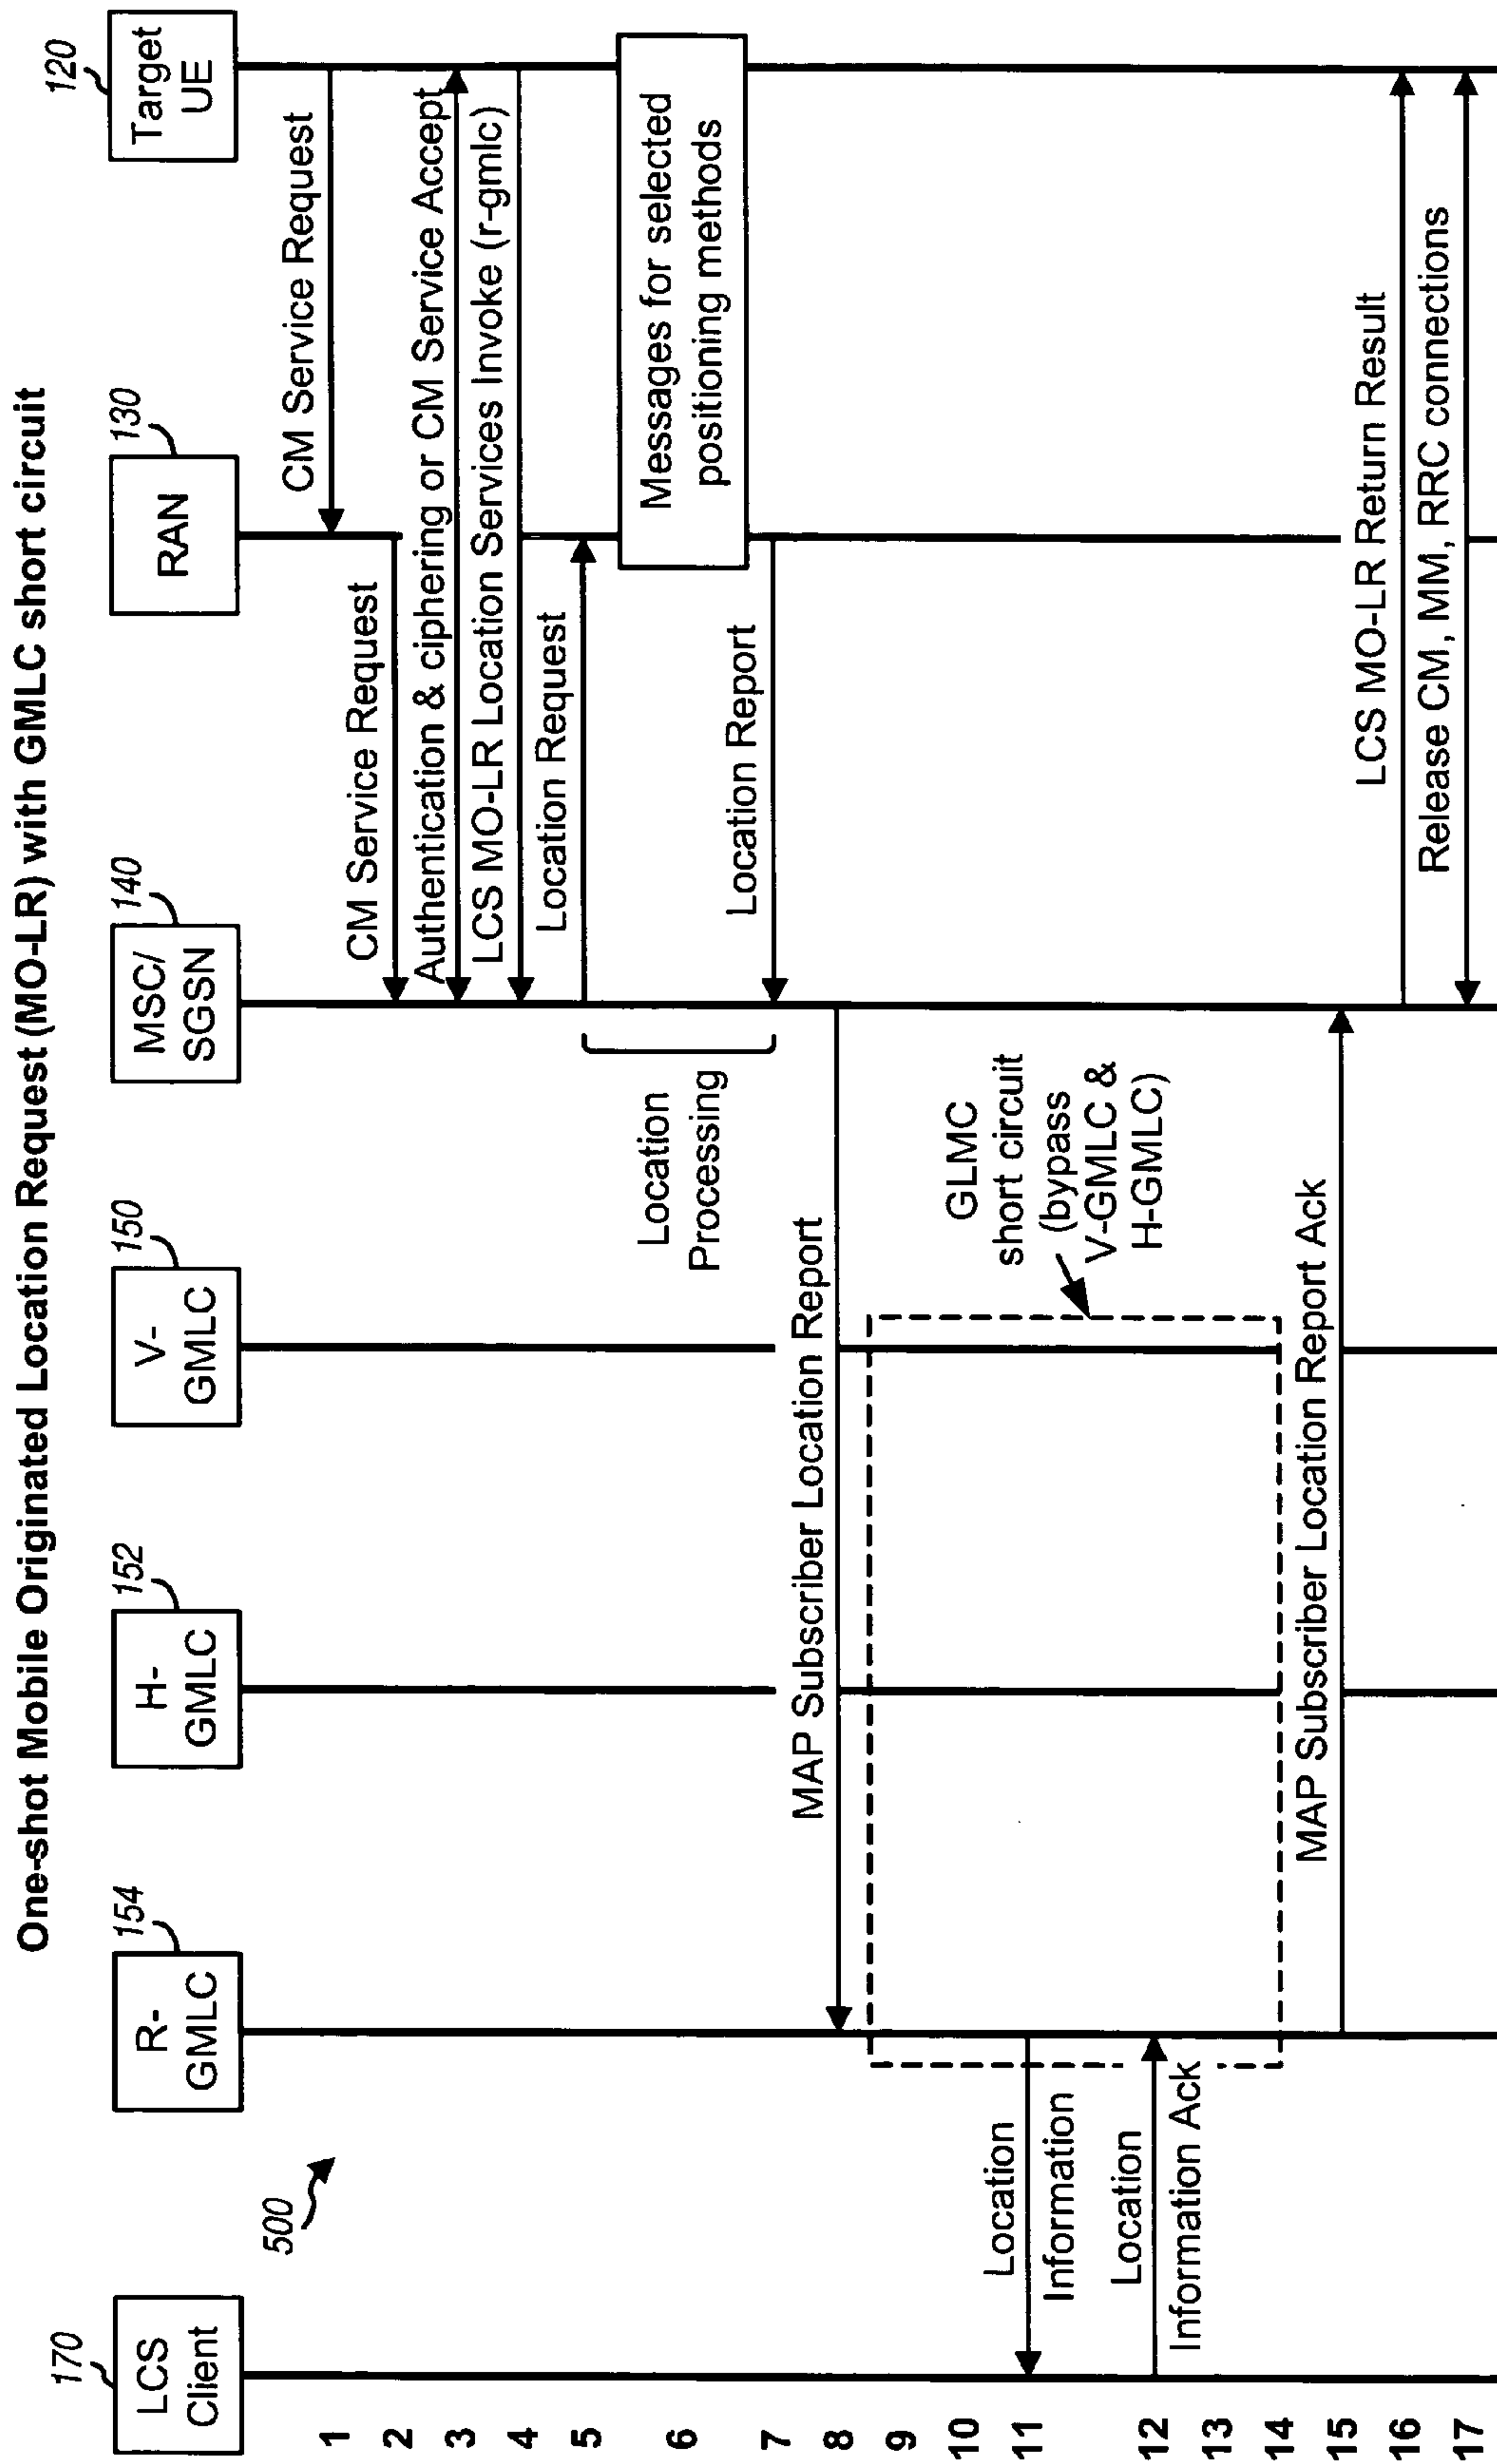 One-shot Mobile Originated Location Request (MO-LR) with GMLC short circuit
170
154
152
150
140
130
120
LCS
Client
R-
GMLC
H-
GMLC
V-
GMLC
MSC/
SGSN
RAN
Target
UE
500
1
CM Service Request
2
CM Service Request
3
Authentication & ciphering or CM Service Accept
4
LCS MO-LR Location Services Invoke (r-gmlc)
5
Location Request
6
Location
Processing
Messages for selected
positioning methods
7
Location Report
8
MAP Subscriber Location Report
9
10
GLMC
short circuit
(bypass
V-GMLC &
H-GMLC)
11
Location
Information
12
Location
Information Ack
13
14
15
MAP Subscriber Location Report Ack
16
LCS MO-LR Return Result
17
Release CM, MM, RRC connections